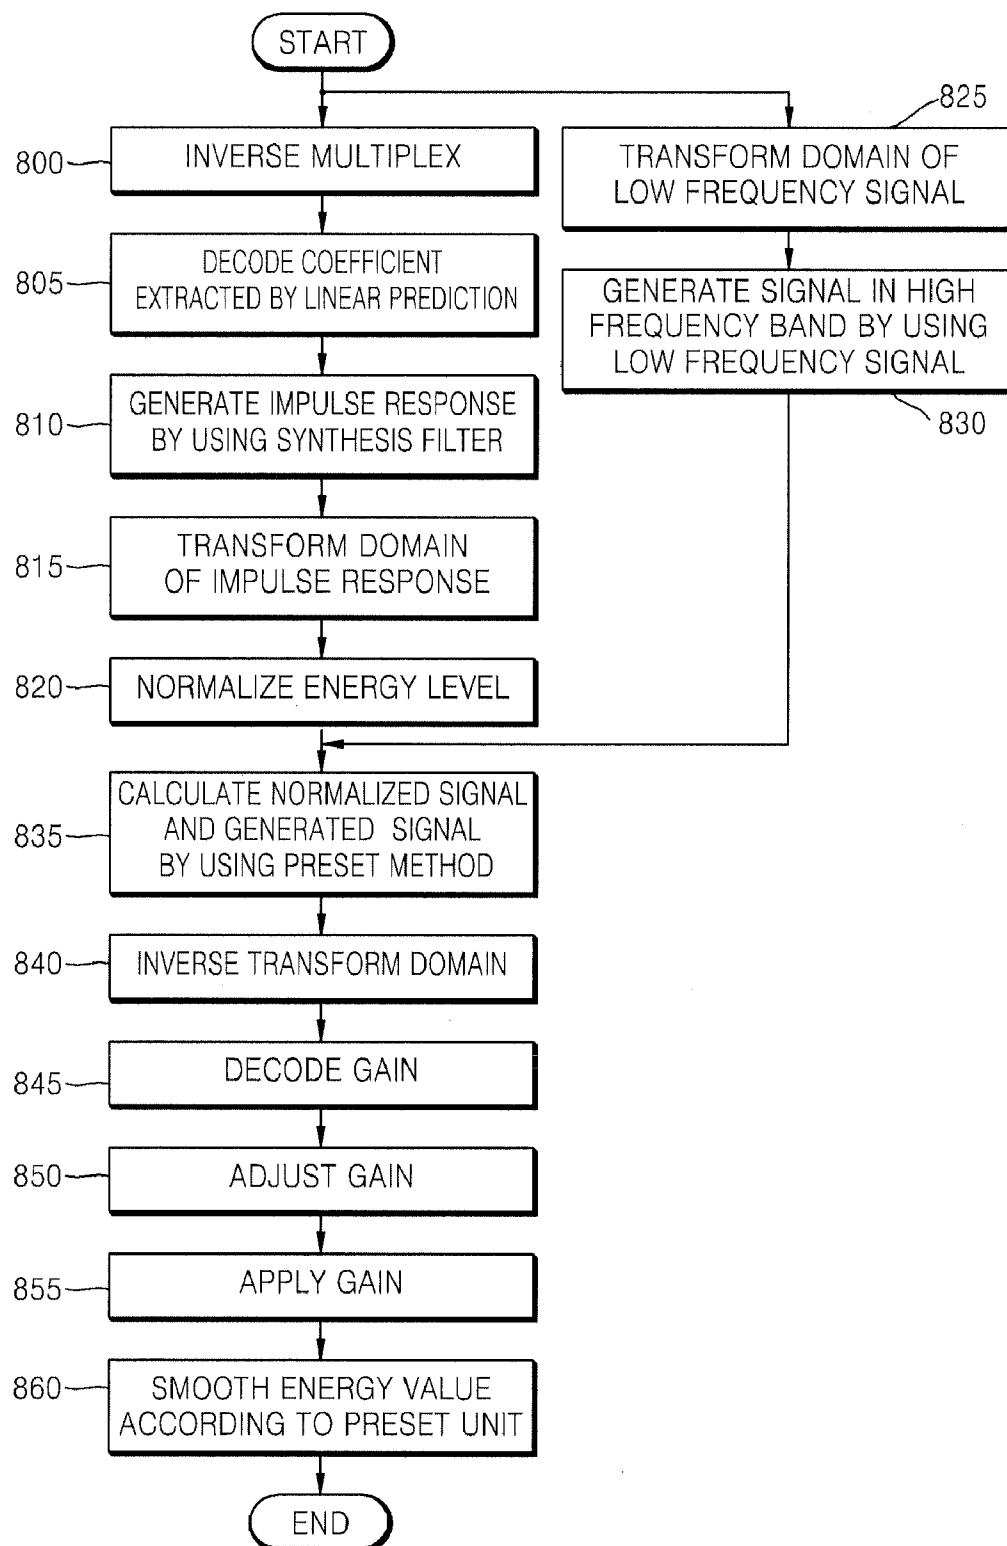 START
825
800
INVERSE MULTIPLEX
TRANSFORM DOMAIN OF
LOW FREQUENCY SIGNAL
805
DECODE COEFFICIENT
EXTRACTED BY LINEAR PREDICTION
GENERATE SIGNAL IN HIGH
FREQUENCY BAND BY USING
LOW FREQUENCY SIGNAL
830
810
GENERATE IMPULSE RESPONSE
BY USING SYNTHESIS FILTER
815
TRANSFORM DOMAIN
OF IMPULSE RESPONSE
820
NORMALIZE ENERGY LEVEL
835
CALCULATE NORMALIZED SIGNAL
AND GENERATED SIGNAL
BY USING PRESET METHOD
840
INVERSE TRANSFORM DOMAIN
845
DECODE GAIN
850
ADJUST GAIN
855
APPLY GAIN
860
SMOOTH ENERGY VALUE
ACCORDING TO PRESET UNIT
END